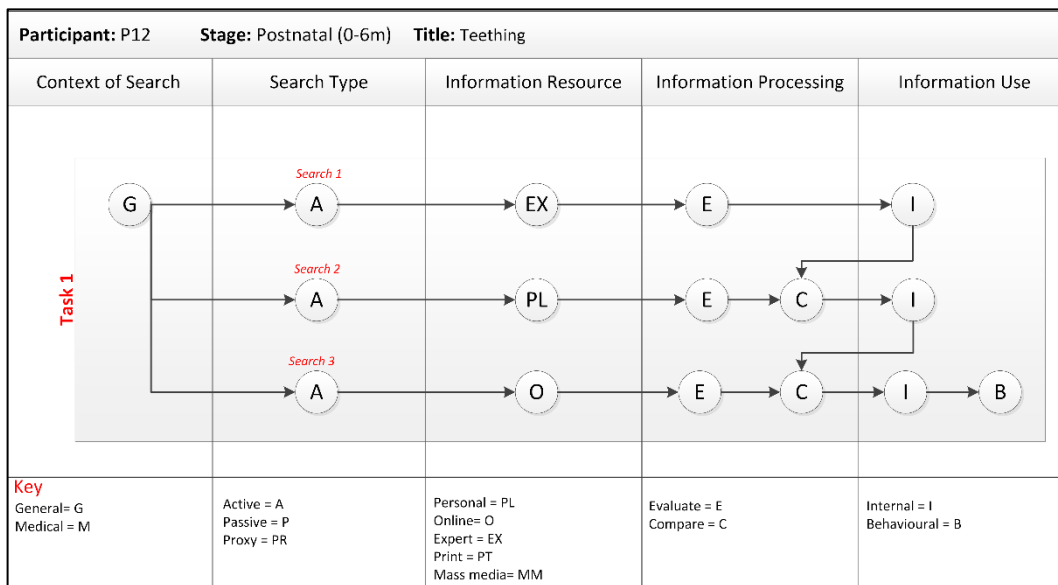 Participant: P12 Stage: Postnatal (0-6m) Title: Teething
Context of Search Search Type Information Resource Information Processing Information Use
Task 1
Search 1
G A EX E I
Search 2
A PL E C I
Search 3
A O E C I B
Key
General= G
Medical = M
Active = A
Passive = P
Proxy = PR
Personal = PL
Online= O
Expert = EX
Print = PT
Mass media= MM
Evaluate = E
Compare = C
Internal = I
Behavioural = B